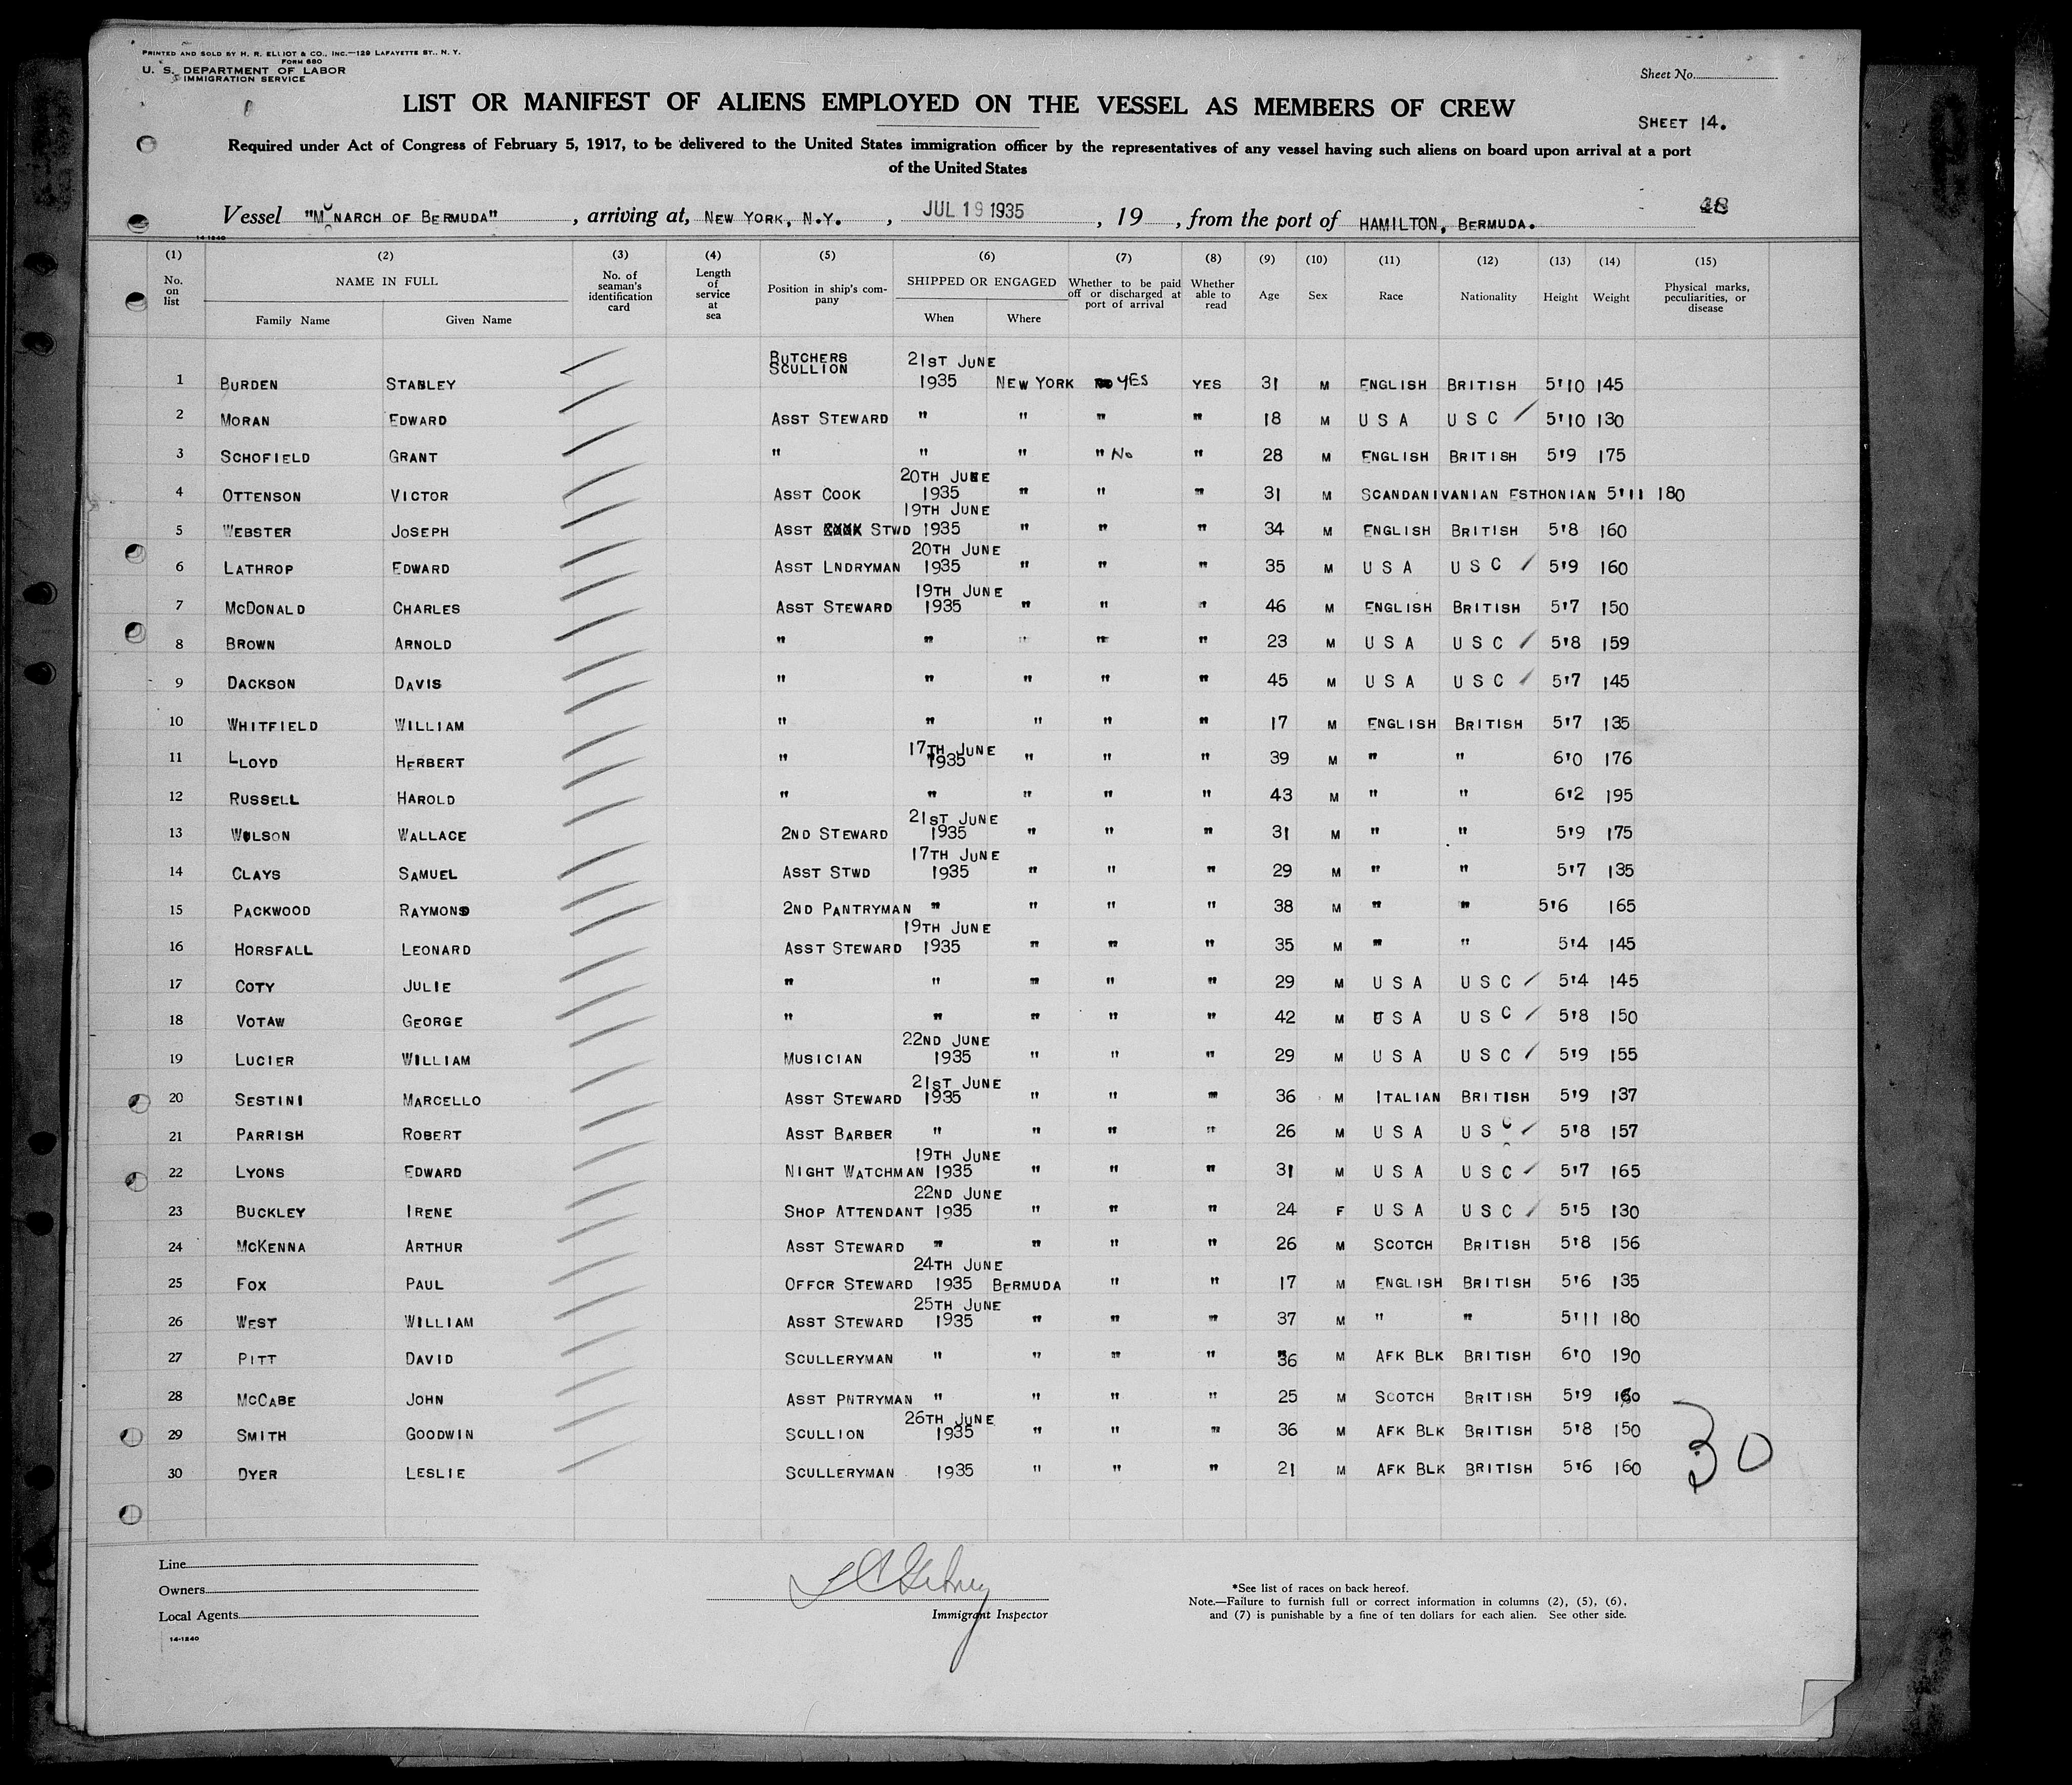 PRINTED AND SOLD BY H. R. ELLIOT & CO., INC.—129 LAFAYETTE ST., N. Y.
FORM 680
U. S. DEPARTMENT OF LABOR
IMMIGRATION SERVICE
Sheet No.
LIST OR MANIFEST OF ALIENS EMPLOYED ON THE VESSEL AS MEMBERS OF CREW
SHEET 14.
Required under Act of Congress of February 5, 1917, to be delivered to the United States immigration officer by the representatives of any vessel having such aliens on board upon arrival at a port
of the United States
48
Vessel "MONARCH OF BERMUDA", arriving at, NEW YORK, N.Y., JUL 19 1935, 19, from the port of HAMILTON, BERMUDA.
14-1240
(1) (2) (3) (4) (5) (6) (7) (8) (9) (10) (11) (12) (13) (14) (15)
No. on list NAME IN FULL Family Name Given Name No. of seaman's identification card Length of service at sea Position in ship's company SHIPPED OR ENGAGED When Where Whether to be paid off or discharged at port of arrival Whether able to read Age Sex Race Nationality Height Weight Physical marks, peculiarities, or disease
1 BURDEN STANLEY BUTCHERS SCULLION 21ST JUNE 1935 NEW YORK YES YES 31 M ENGLISH BRITISH 5'10 145
2 MORAN EDWARD ASST STEWARD " " " " 18 M U S A U S C 5'10 130
3 SCHOFIELD GRANT " " " " No " 28 M ENGLISH BRITISH 5'9 175
4 OTTENSON VICTOR ASST COOK 20TH JUNE 1935 " " " 31 M SCANDANIVANIAN ESTHONIAN 5'11 180
5 WEBSTER JOSEPH ASST STWD 19TH JUNE 1935 " " " 34 M ENGLISH BRITISH 5'8 160
6 LATHROP EDWARD ASST LNDRYMAN 20TH JUNE 1935 " " " 35 M U S A U S C 5'9 160
7 MCDONALD CHARLES ASST STEWARD 19TH JUNE 1935 " " " 46 M ENGLISH BRITISH 5'7 150
8 BROWN ARNOLD " " " " " 23 M U S A U S C 5'8 159
9 DACKSON DAVIS " " " " " 45 M U S A U S C 5'7 145
10 WHITFIELD WILLIAM " " " " " 17 M ENGLISH BRITISH 5'7 135
11 LLOYD HERBERT " 17TH JUNE 1935 " " " 39 M " " 6'0 176
12 RUSSELL HAROLD " " " " " 43 M " " 6'2 195
13 WILSON WALLACE 2ND STEWARD 21ST JUNE 1935 " " " 31 M " " 5'9 175
14 CLAYS SAMUEL ASST STWD 17TH JUNE 1935 " " " 29 M " " 5'7 135
15 PACKWOOD RAYMOND 2ND PANTRYMAN " " " " 38 M " " 5'6 165
16 HORSFALL LEONARD ASST STEWARD 19TH JUNE 1935 " " " 35 M " " 5'4 145
17 COTY JULIE " " " " " 29 M U S A U S C 5'4 145
18 VOTAW GEORGE " " " " " 42 M U S A U S C 5'8 150
19 LUCIER WILLIAM MUSICIAN 22ND JUNE 1935 " " " 29 M U S A U S C 5'9 155
20 SESTINI MARCELLO ASST STEWARD 21ST JUNE 1935 " " " 36 M ITALIAN BRITISH 5'9 137
21 PARRISH ROBERT ASST BARBER " " " " 26 M U S A U S C 5'8 157
22 LYONS EDWARD NIGHT WATCHMAN 19TH JUNE 1935 " " " 31 M U S A U S C 5'7 165
23 BUCKLEY IRENE SHOP ATTENDANT 22ND JUNE 1935 " " " 24 F U S A U S C 5'5 130
24 MCKENNA ARTHUR ASST STEWARD " " " " 26 M SCOTCH BRITISH 5'8 156
25 FOX PAUL OFFCR STEWARD 24TH JUNE 1935 BERMUDA " " 17 M ENGLISH BRITISH 5'6 135
26 WEST WILLIAM ASST STEWARD 25TH JUNE 1935 " " " 37 M " " 5'11 180
27 PITT DAVID SCULLERYMAN " " " " 36 M AFK BLK BRITISH 6'0 190
28 MCCABE JOHN ASST PNTRYMAN " " " " 25 M SCOTCH BRITISH 5'9 160
29 SMITH GOODWIN SCULLION 26TH JUNE 1935 " " " 36 M AFK BLK BRITISH 5'8 150
30 DYER LESLIE SCULLERYMAN 1935 " " " 21 M AFK BLK BRITISH 5'6 160
30
Line
Owners
Local Agents
Immigrant Inspector
*See list of races on back hereof.
Note.—Failure to furnish full or correct information in columns (2), (5), (6),
and (7) is punishable by a fine of ten dollars for each alien. See other side.
14-1240